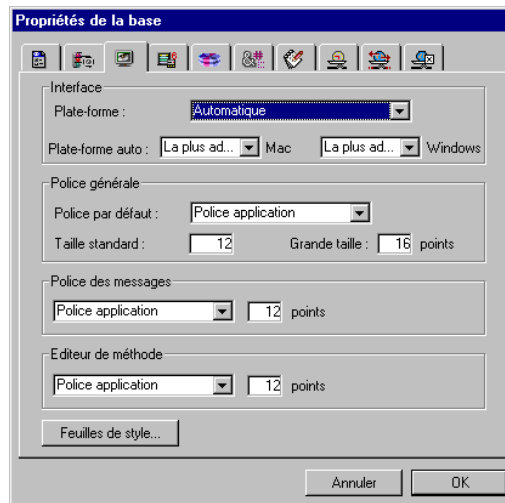 Propriétés de la base
Interface
Plate-forme : Automatique
Plate-forme auto : La plus ad... Mac La plus ad... Windows
Police générale
Police par défaut : Police application
Taille standard : 12 Grande taille : 16 points
Police des messages
Police application 12 points
Editeur de méthode
Police application 12 points
Feuilles de style...
Annuler OK